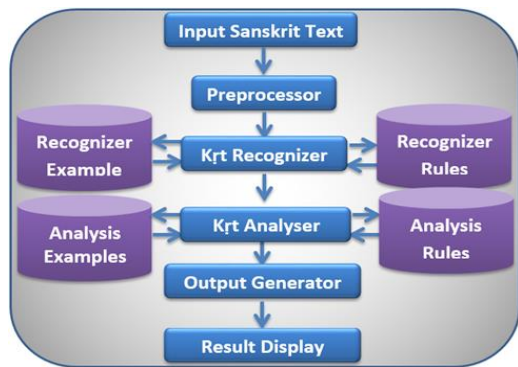 Input Sanskrit Text
Preprocessor
Recognizer
Example
Kṛt Recognizer
Recognizer
Rules
Analysis
Examples
Kṛt Analyser
Analysis
Rules
Output Generator
Result Display